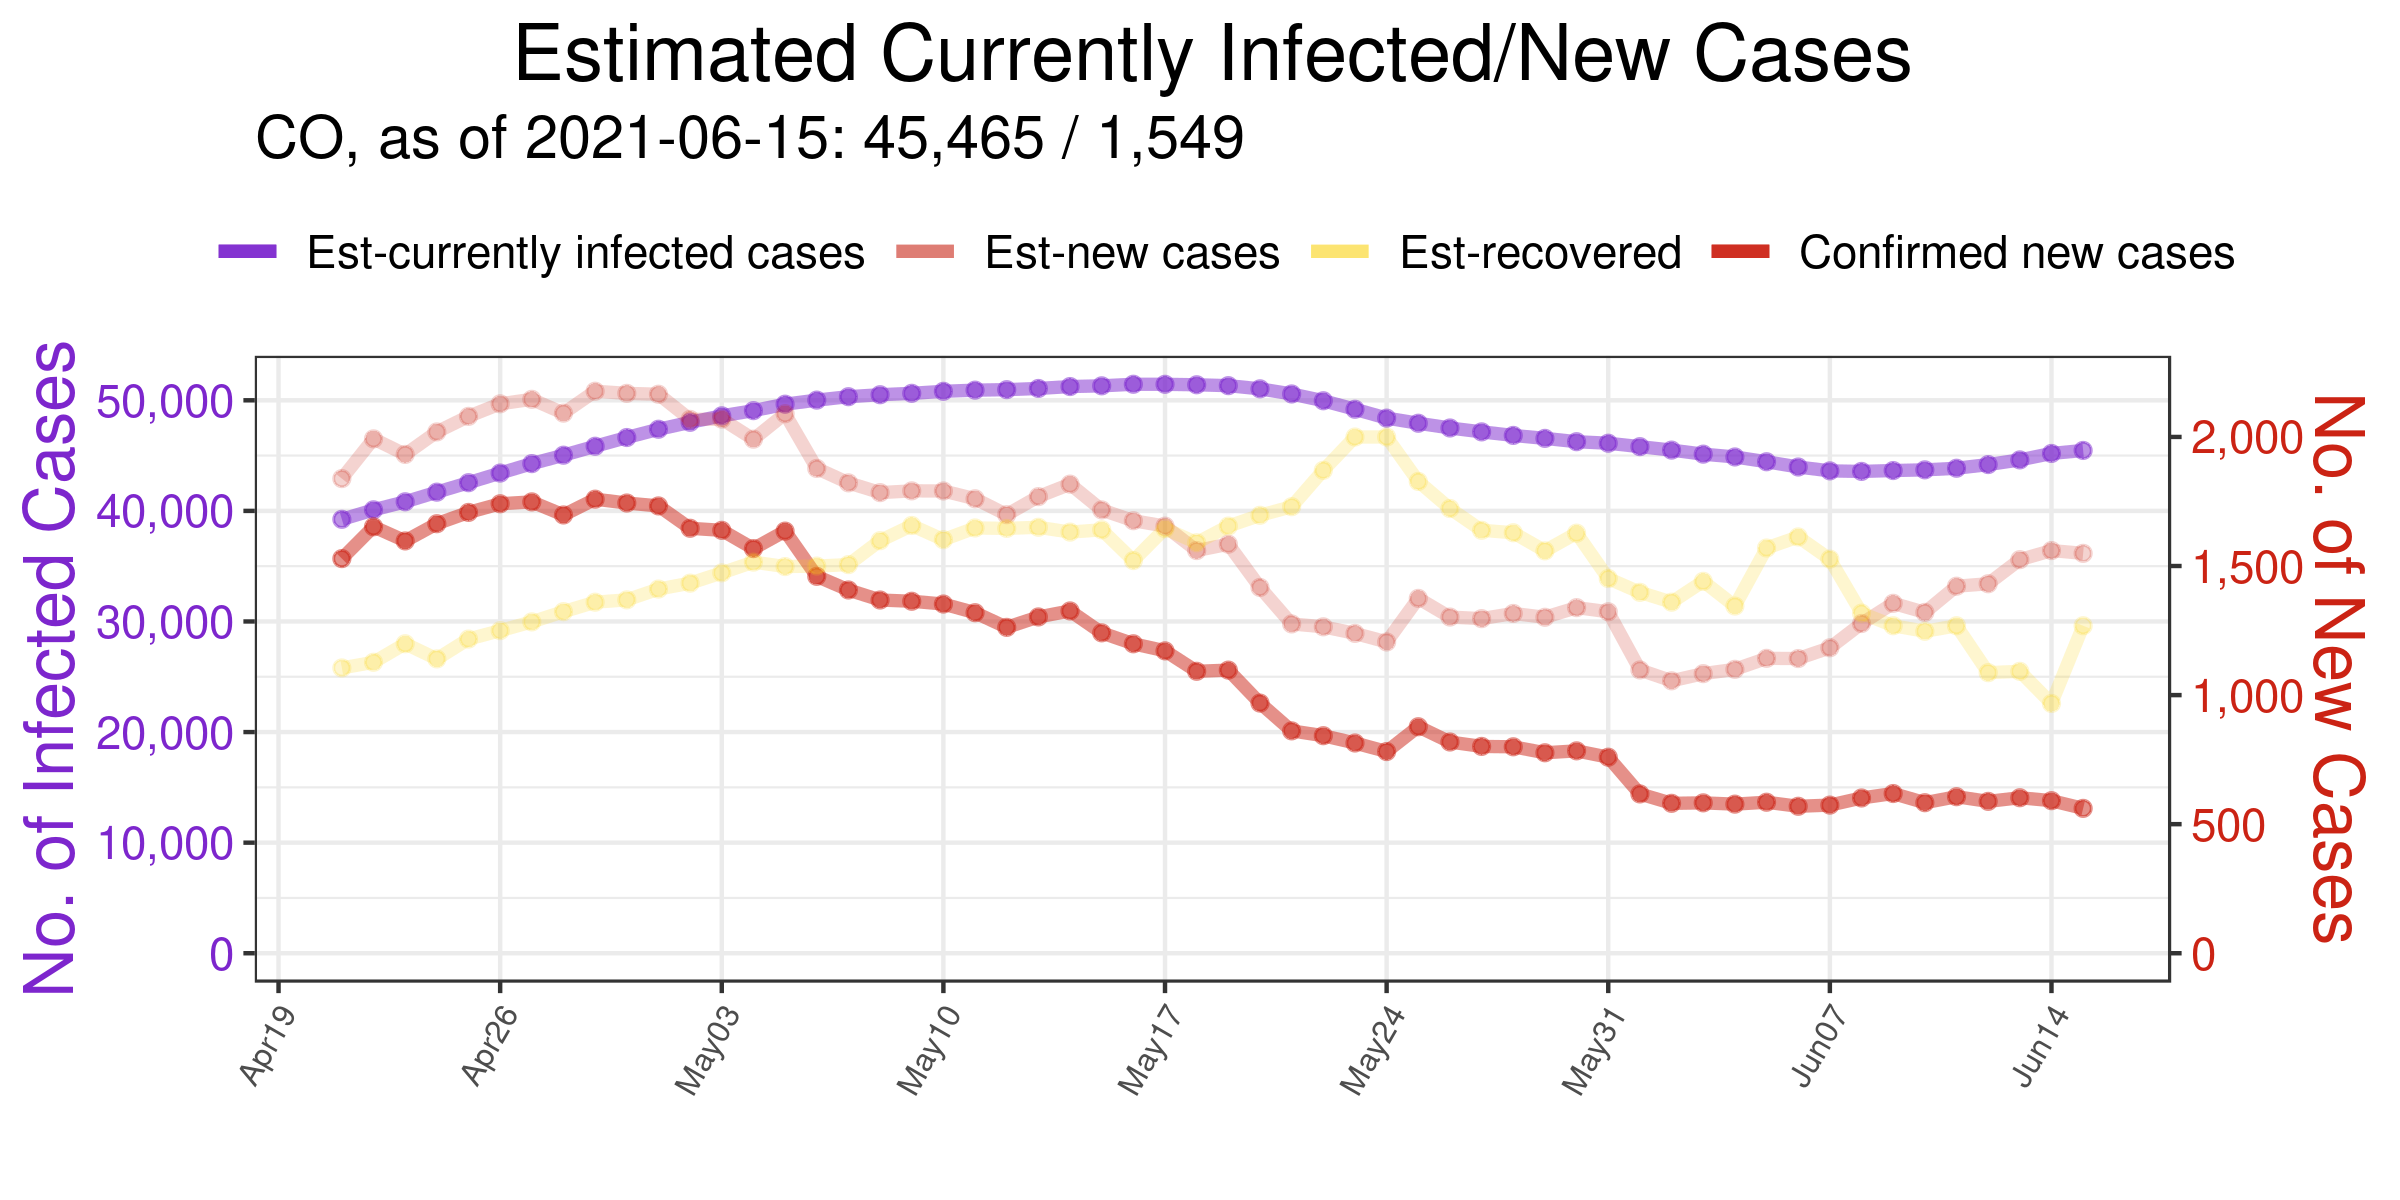 Estimated Currently Infected/New Cases
CO, as of 2021-06-15: 45,465 / 1,549
Est-currently infected cases
Est-new cases
Est-recovered
Confirmed new cases
No. of Infected Cases
50,000
40,000
30,000
20,000
10,000
0
No. of New Cases
2,000
1,500
1,000
500
0
Apr19
Apr26
May03
May10
May17
May24
May31
Jun07
Jun14